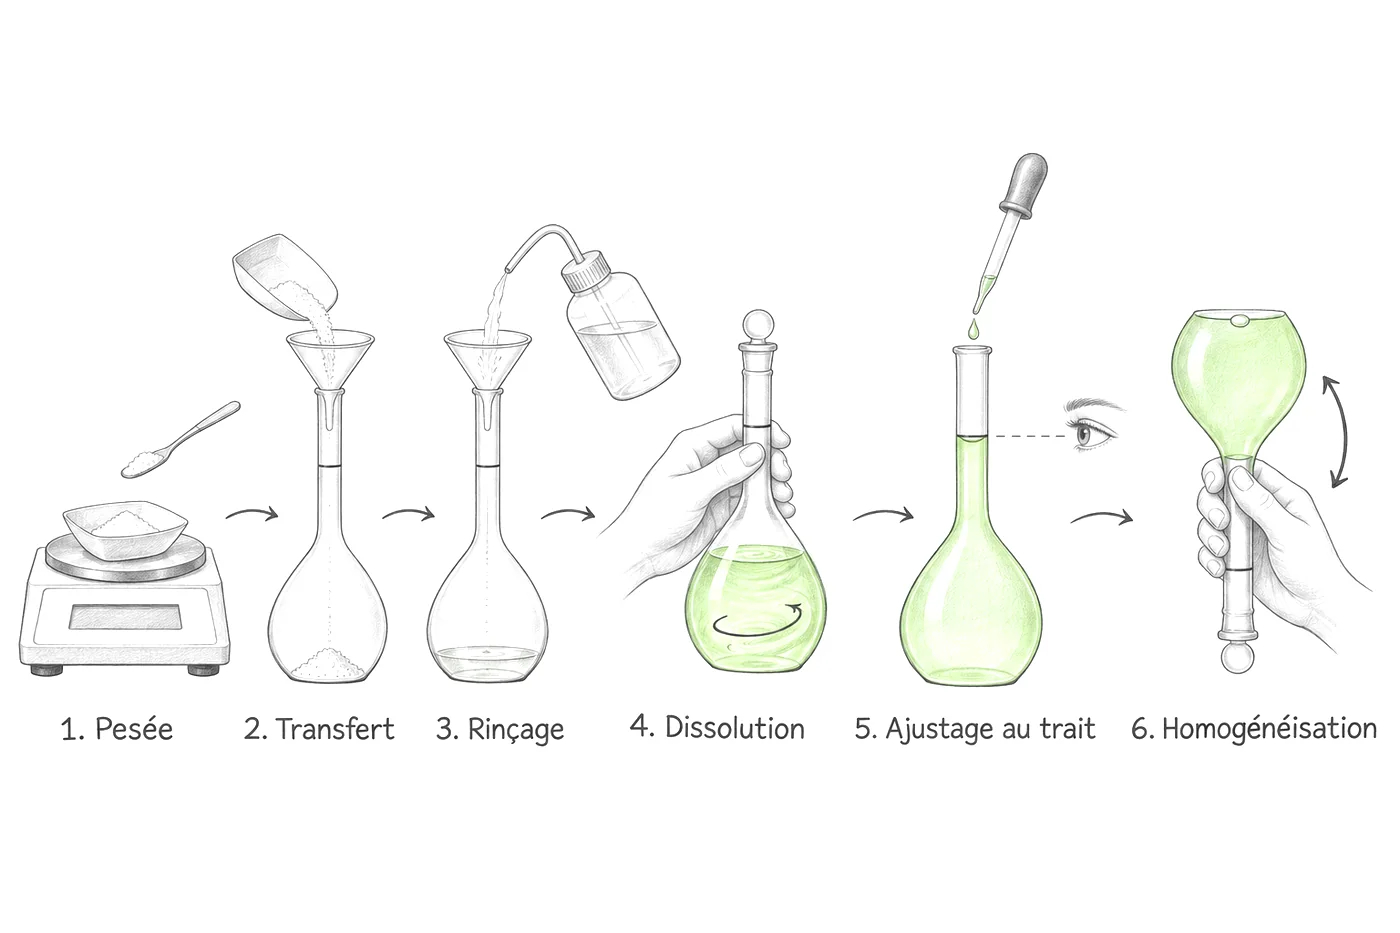 1. Pesée
2. Transfert
3. Rinçage
4. Dissolution
5. Ajustage au trait
6. Homogénéisation